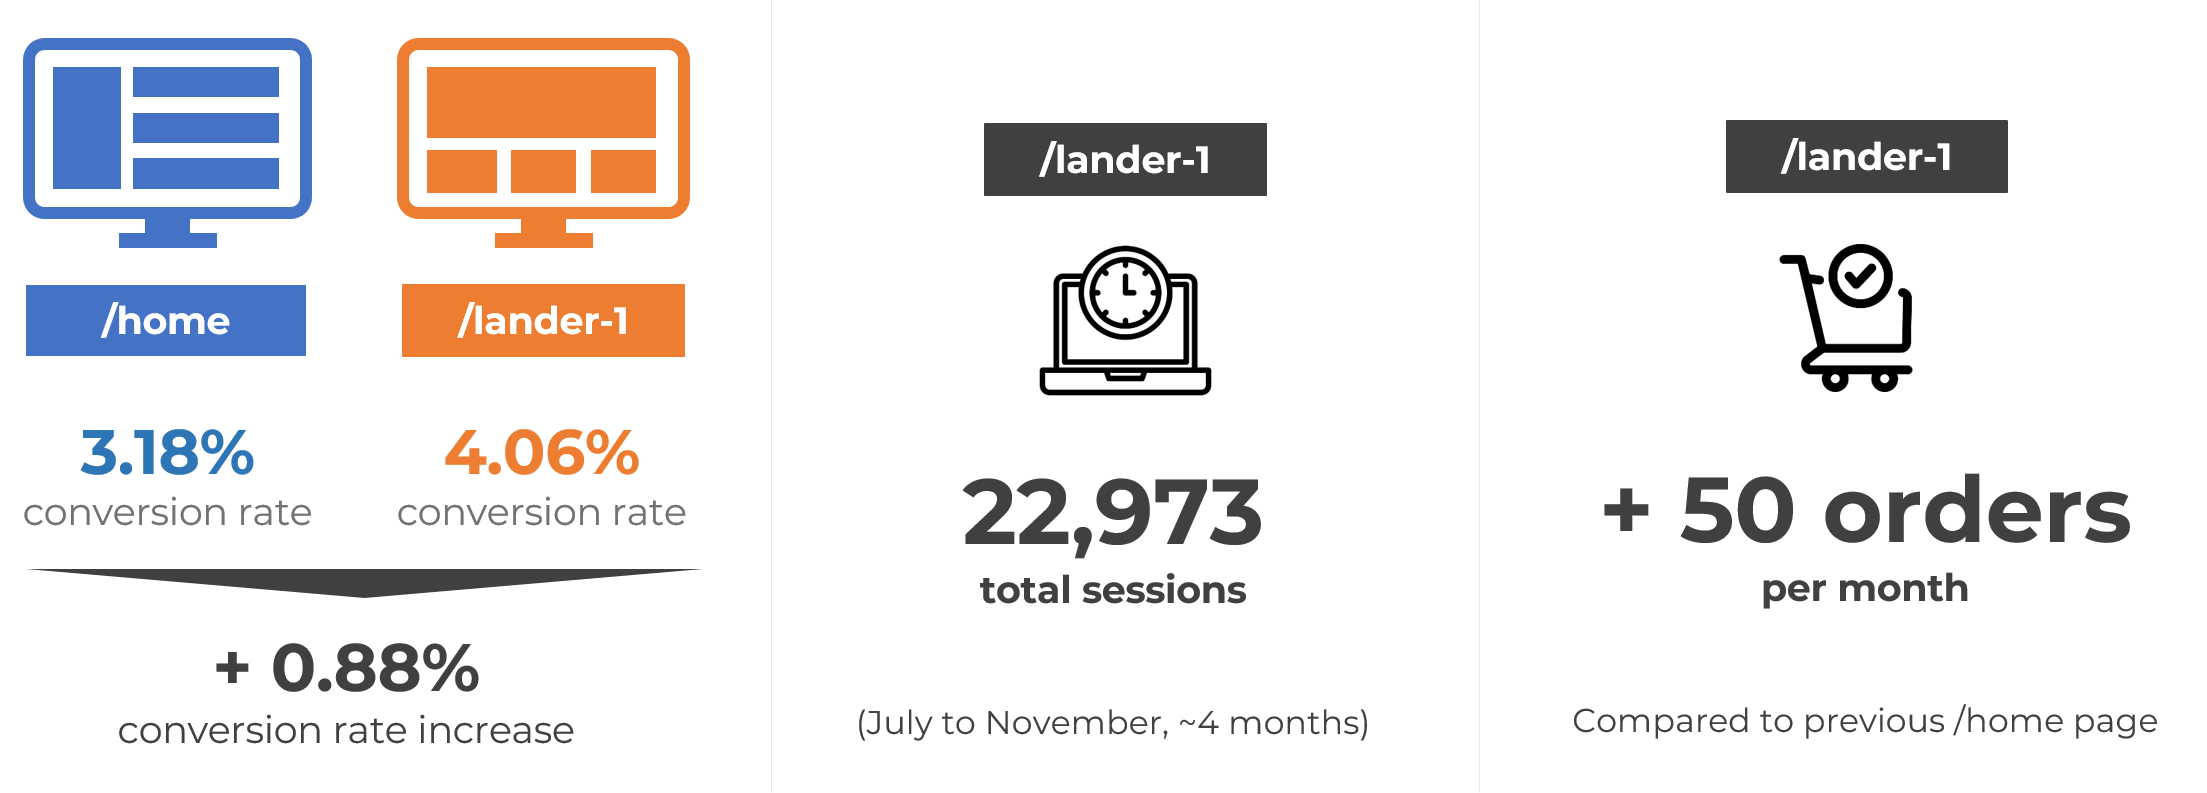 /home
/lander-1
3.18%
4.06%
conversion rate
conversion rate
+ 0.88%
conversion rate increase
/lander-1
22,973
total sessions
(July to November, ~4 months)
/lander-1
+ 50 orders
per month
Compared to previous /home page